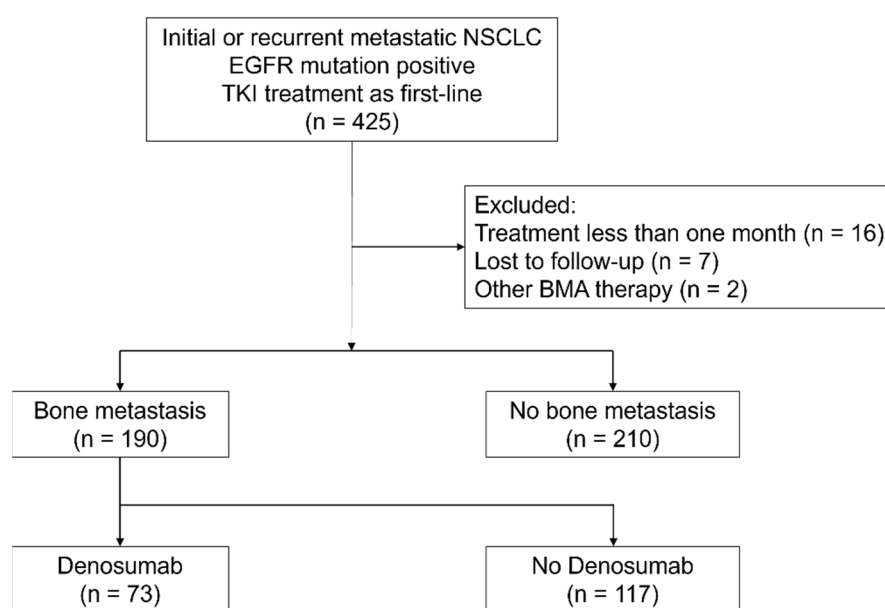 Initial or recurrent metastatic NSCLC
EGFR mutation positive
TKI treatment as first-line
(n = 425)
Excluded:
Treatment less than one month (n = 16)
Lost to follow-up (n = 7)
Other BMA therapy (n = 2)
Bone metastasis
(n = 190)
No bone metastasis
(n = 210)
Denosumab
(n = 73)
No Denosumab
(n = 117)